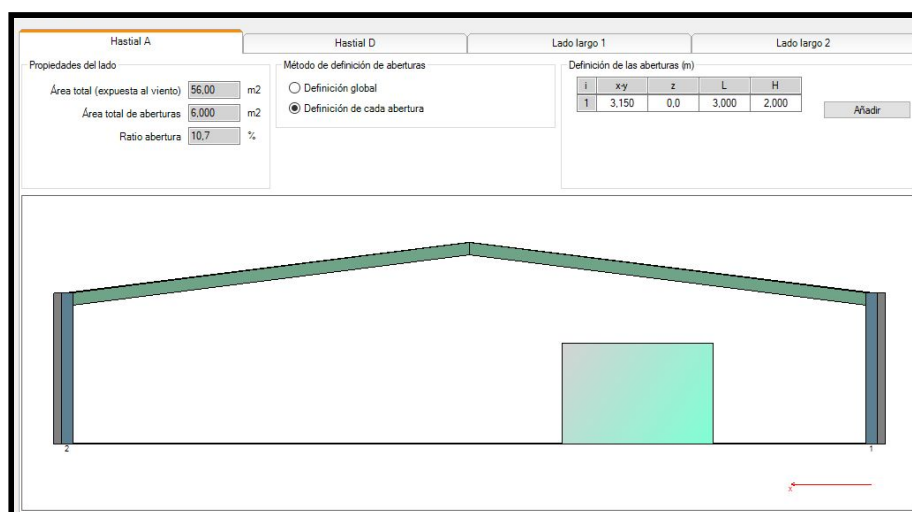 Hastial A Hastial D Lado largo 1 Lado largo 2
Propiedades del lado
Área total (expuesta al viento) 56,00 m2
Área total de aberturas 6,000 m2
Ratio abertura 10,7 %
Método de definición de aberturas
Definición global
Definición de cada abertura
Definición de las aberturas (m)
i x-y z L H
1 3,150 0,0 3,000 2,000
Añadir
2 1
x